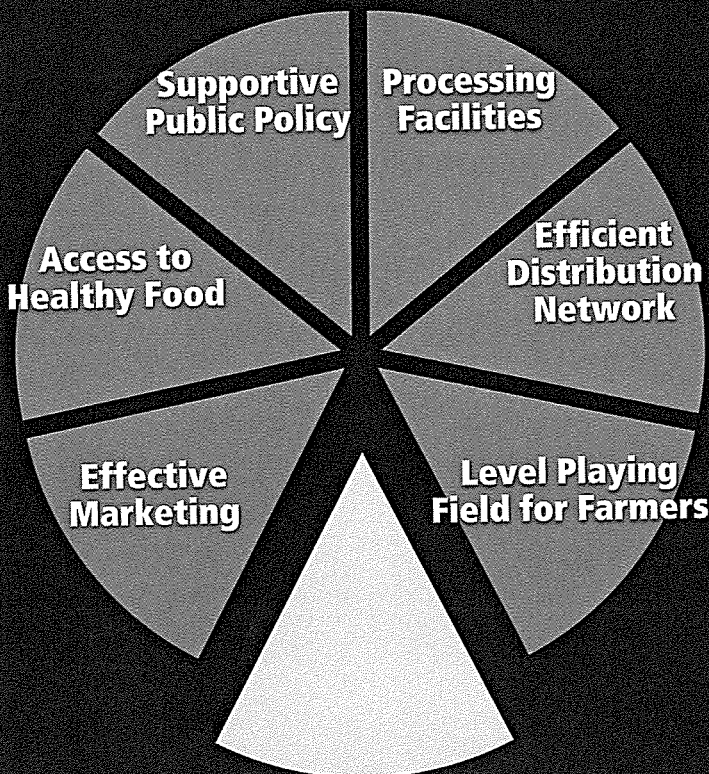 Supportive
Public Policy
Processing
Facilities
Efficient
Distribution
Network
Level Playing
Field for Farmers
Effective
Marketing
Access to
Healthy Food